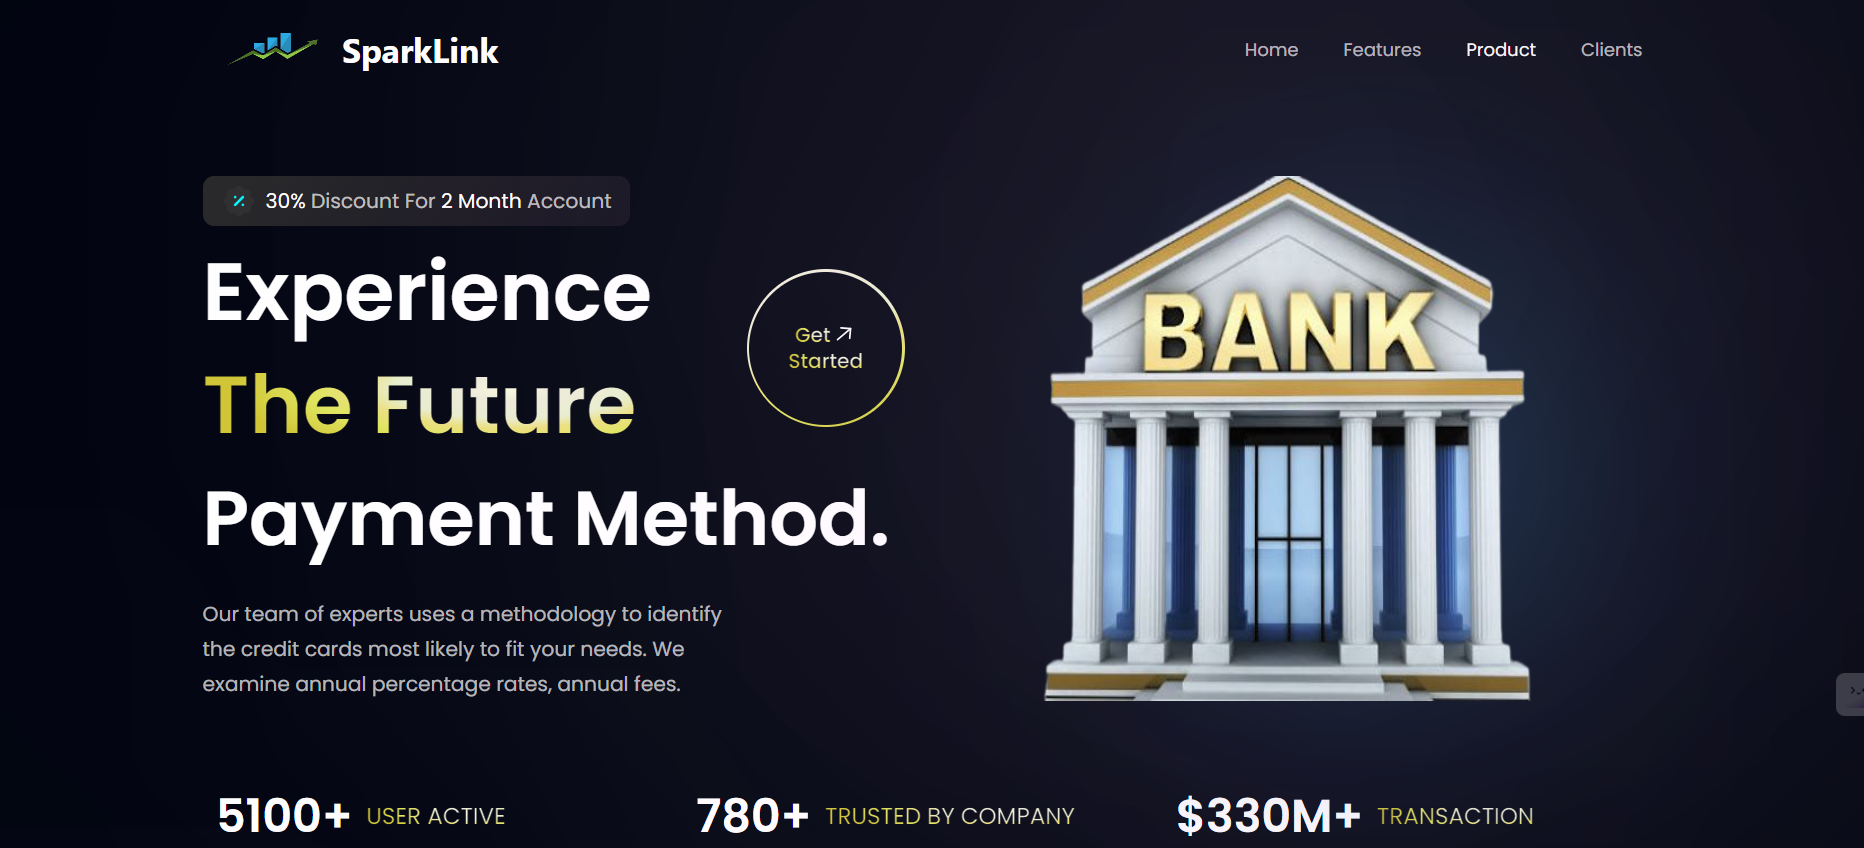 SparkLink
Home Features Product Clients
30% Discount For 2 Month Account
Experience
The Future
Payment Method.
Get
Started
BANK
Our team of experts uses a methodology to identify
the credit cards most likely to fit your needs. We
examine annual percentage rates, annual fees.
5100+ USER ACTIVE
780+ TRUSTED BY COMPANY
$330M+ TRANSACTION